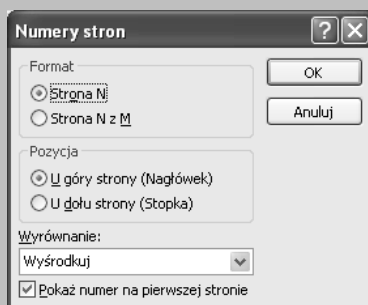 Numery stron
Format
Strona N
Strona N z M
OK
Anuluj
Pozycja
U góry strony (Nagłówek)
U dołu strony (Stopka)
Wyrównanie:
Wyśrodkuj
Pokaż numer na pierwszej stronie